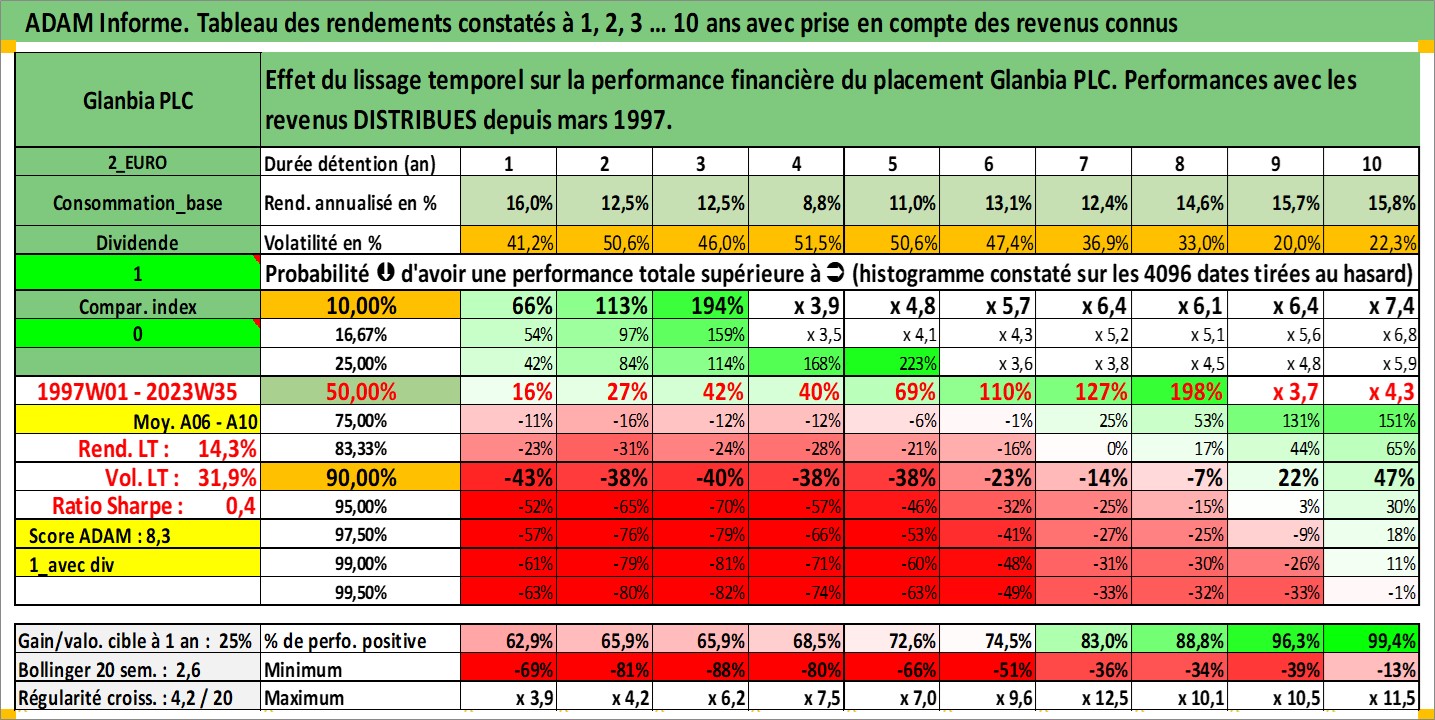 ADAM Informe. Tableau des rendements constatés à 1, 2, 3 ... 10 ans avec prise en compte des revenus connus
Glanbia PLC
Effet du lissage temporel sur la performance financière du placement Glanbia PLC. Performances avec les
revenus DISTRIBUES depuis mars 1997.
2_EURO Durée détention (an) 1 2 3 4 5 6 7 8 9 10
Consommation_base Rend. annualisé en % 16,0% 12,5% 12,5% 8,8% 11,0% 13,1% 12,4% 14,6% 15,7% 15,8%
Dividende Volatilité en % 41,2% 50,6% 46,0% 51,5% 50,6% 47,4% 36,9% 33,0% 20,0% 22,3%
1 Probabilité ⬇ d'avoir une performance totale supérieure à ➲ (histogramme constaté sur les 4096 dates tirées au hasard)
Compar. index 10,00% 66% 113% 194% x 3,9 x 4,8 x 5,7 x 6,4 x 6,1 x 6,4 x 7,4
0 16,67% 54% 97% 159% x 3,5 x 4,1 x 4,3 x 5,2 x 5,1 x 5,6 x 6,8
25,00% 42% 84% 114% 168% 223% x 3,6 x 3,8 x 4,5 x 4,8 x 5,9
1997W01 - 2023W35 50,00% 16% 27% 42% 40% 69% 110% 127% 198% x 3,7 x 4,3
Moy. A06 - A10 75,00% -11% -16% -12% -12% -6% -1% 25% 53% 131% 151%
Rend. LT : 14,3% 83,33% -23% -31% -24% -28% -21% -16% 0% 17% 44% 65%
Vol. LT : 31,9% 90,00% -43% -38% -40% -38% -38% -23% -14% -7% 22% 47%
Ratio Sharpe : 0,4 95,00% -52% -65% -70% -57% -46% -32% -25% -15% 3% 30%
Score ADAM : 8,3 97,50% -57% -76% -79% -66% -53% -41% -27% -25% -9% 18%
1_avec div 99,00% -61% -79% -81% -71% -60% -48% -31% -30% -26% 11%
99,50% -63% -80% -82% -74% -63% -49% -33% -32% -33% -1%
Gain/valo. cible à 1 an : 25% % de perfo. positive 62,9% 65,9% 65,9% 68,5% 72,6% 74,5% 83,0% 88,8% 96,3% 99,4%
Bollinger 20 sem. : 2,6 Minimum -69% -81% -88% -80% -66% -51% -36% -34% -39% -13%
Régularité croiss. : 4,2 / 20 Maximum x 3,9 x 4,2 x 6,2 x 7,5 x 7,0 x 9,6 x 12,5 x 10,1 x 10,5 x 11,5